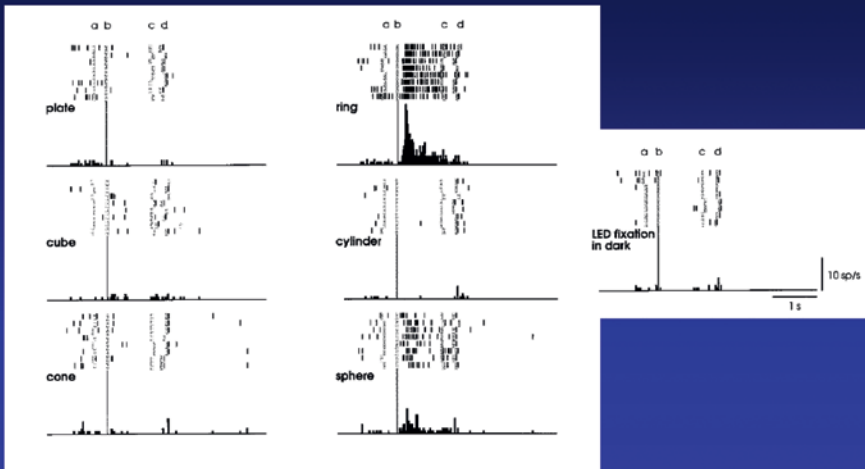 a b c d
a b c d
plate
ring
cube
cylinder
cone
sphere
a b c d
LED fixation
in dark
10 sp/s
1 s